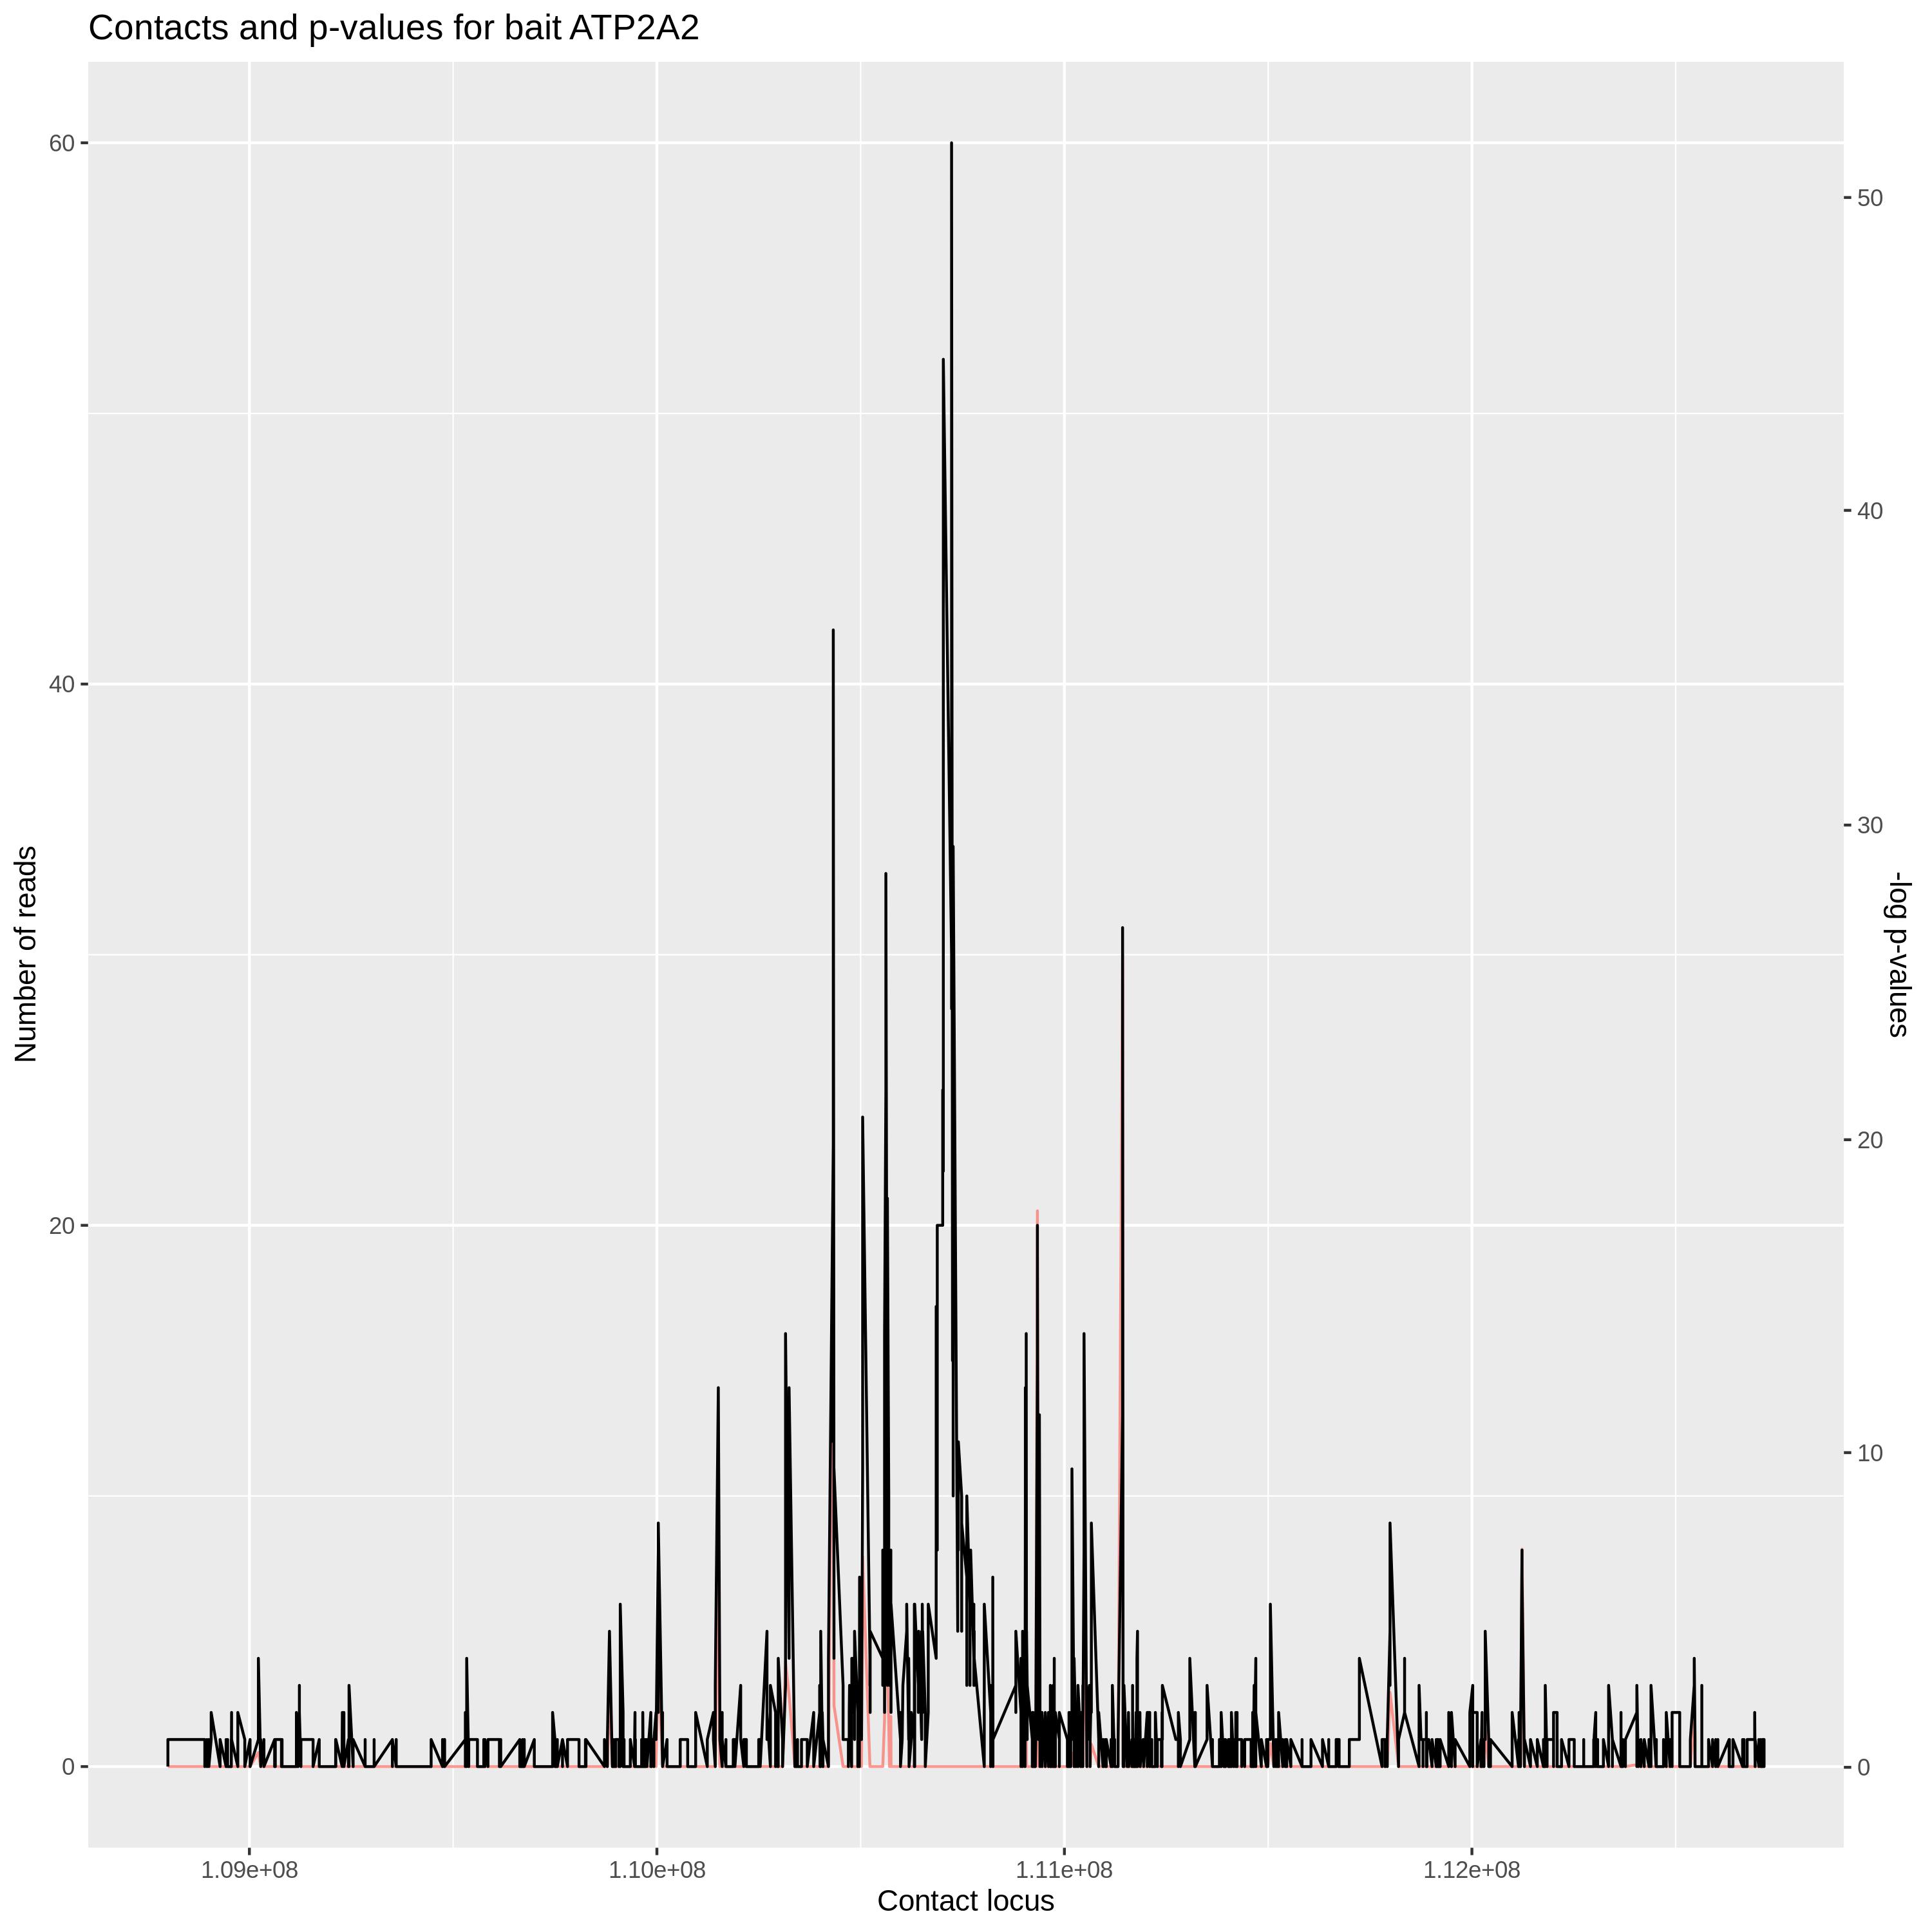 Contacts and p-values for bait ATP2A2
60
40
20
0
Number of reads
50
40
30
20
10
0
-log p-values
1.09e+08
1.10e+08
1.11e+08
1.12e+08
Contact locus